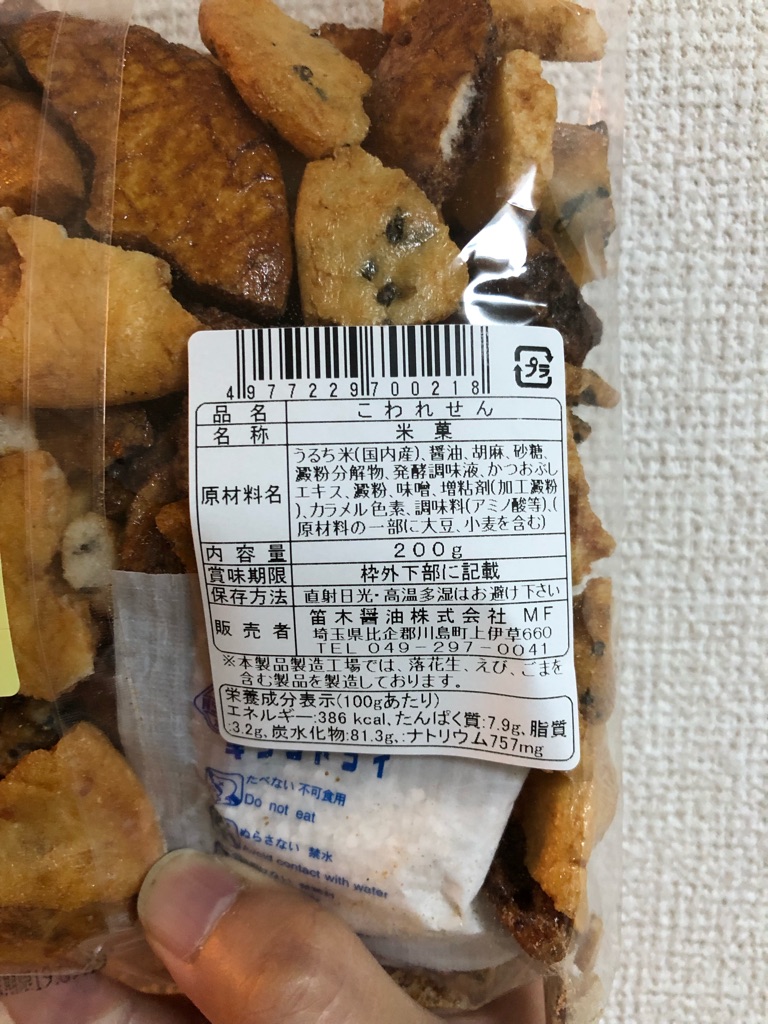 4977229700218
プラ
品名 こわれせん
名称 米菓
原材料名 うるち米(国内産)、醤油、胡麻、砂糖、
澱粉分解物、発酵調味液、かつおぶし
エキス、澱粉、味噌、増粘剤(加工澱粉
)、カラメル色素、調味料(アミノ酸等)、(
原材料の一部に大豆、小麦を含む)
内容量 200g
賞味期限 枠外下部に記載
保存方法 直射日光・高温多湿はお避け下さい
販売者 笛木醤油株式会社 MF
埼玉県比企郡川島町上伊草660
TEL 049-297-0041
※本製品製造工場では、落花生、えび、ごまを
含む製品を製造しております。
栄養成分表示(100gあたり)
エネルギー:386kcal、たんぱく質:7.9g、脂質
:3.2g、炭水化物:81.3g、:ナトリウム757mg
たべない 不可食用
Do not eat
ぬらさない 禁水
Avoid contact with water